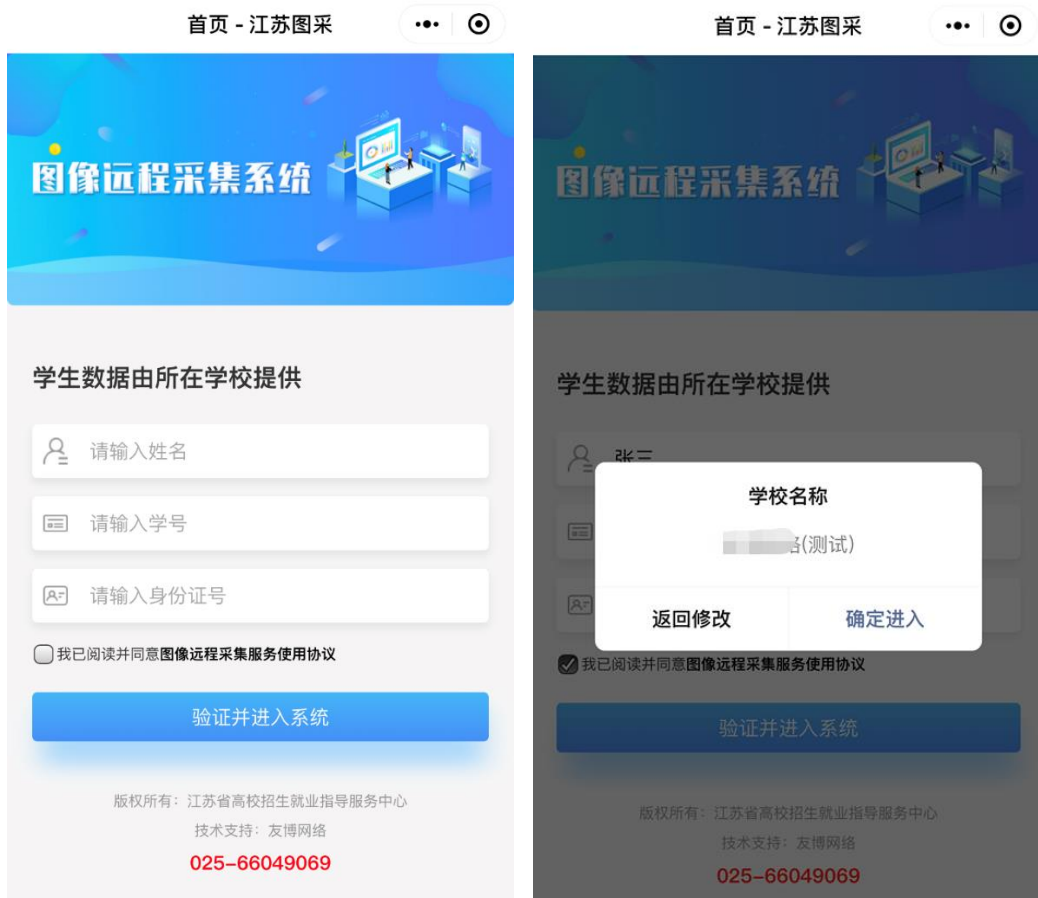 首页 - 江苏图采
图像远程采集系统
学生数据由所在学校提供
请输入姓名
请输入学号
请输入身份证号
我已阅读并同意图像远程采集服务使用协议
验证并进入系统
版权所有：江苏省高校招生就业指导服务中心
技术支持：友博网络
025-66049069
首页 - 江苏图采
图像远程采集系统
学生数据由所在学校提供
张三
学校名称
(测试)
返回修改
确定进入
我已阅读并同意图像远程采集服务使用协议
验证并进入系统
版权所有：江苏省高校招生就业指导服务中心
技术支持：友博网络
025-66049069